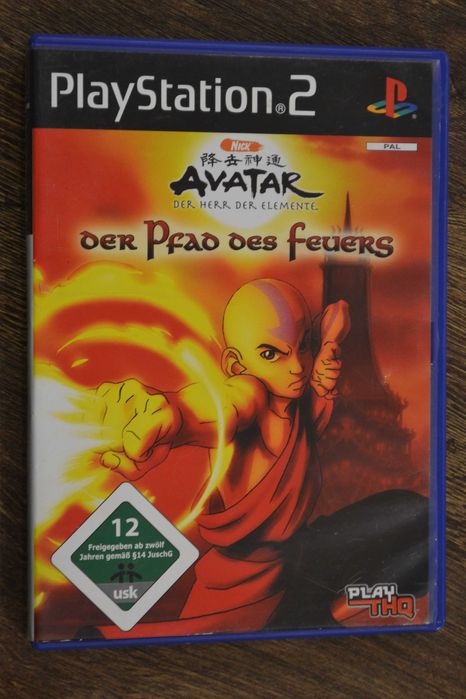 PlayStation®2
PAL
NICK
降世神通
AVATAR
DER HERR DER ELEMENTE
DER PFAD DES FEUERS
12
Freigegeben ab zwölf
Jahren gemäß §14 JuschG
usk
PLAY
THQ